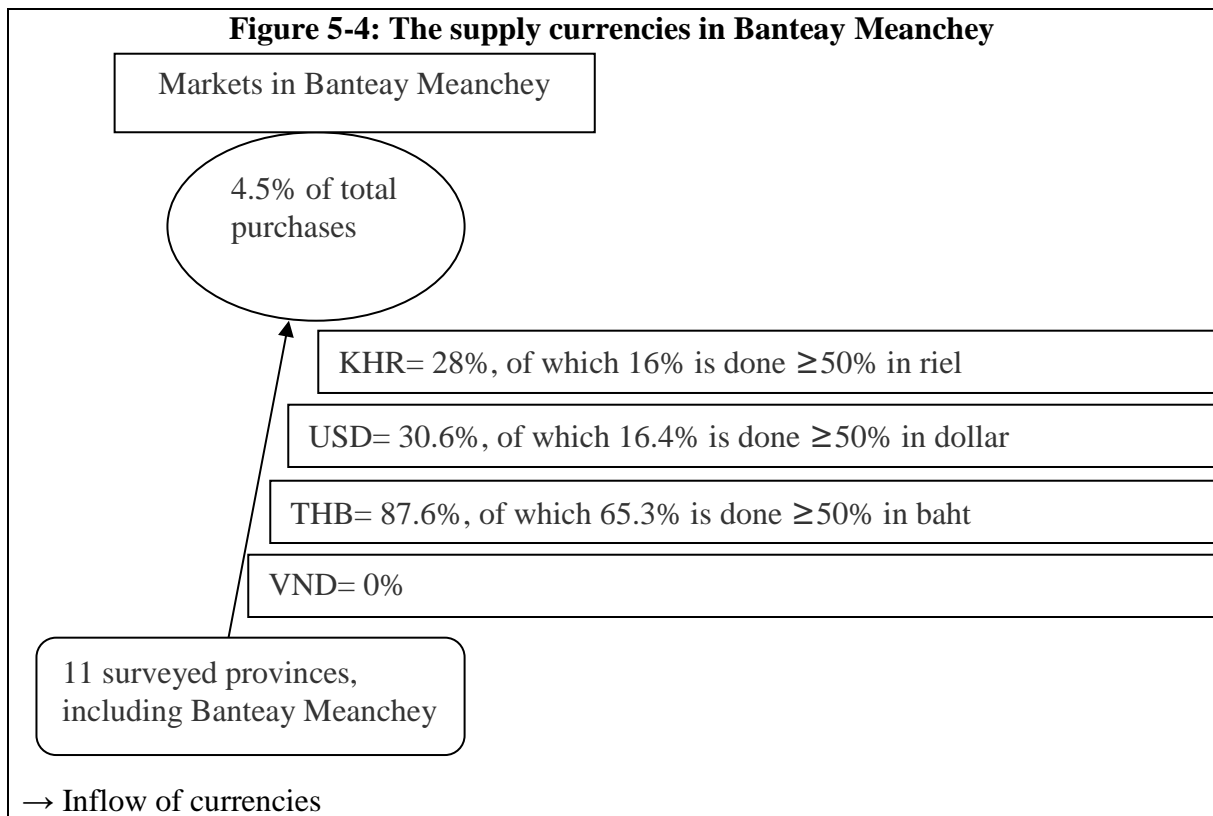 Figure 5-4: The supply currencies in Banteay Meanchey
Markets in Banteay Meanchey
4.5% of total
purchases
KHR= 28%, of which 16% is done ≥50% in riel
USD= 30.6%, of which 16.4% is done ≥50% in dollar
THB= 87.6%, of which 65.3% is done ≥50% in baht
VND= 0%
11 surveyed provinces,
including Banteay Meanchey
→ Inflow of currencies